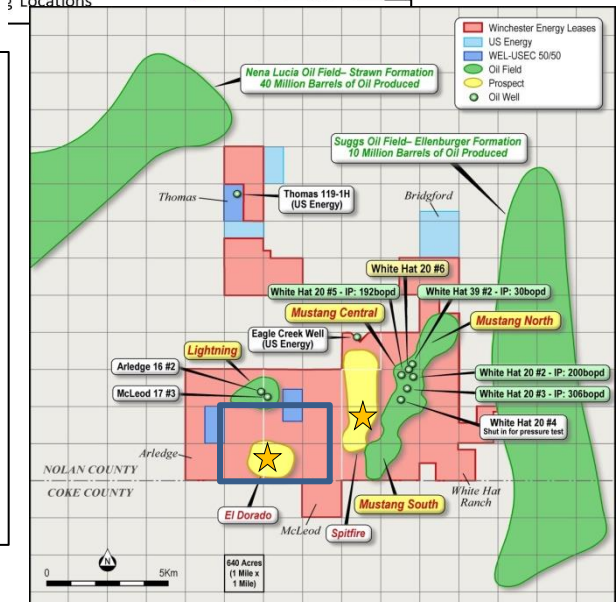 g Locations
Winchester Energy Leases
US Energy
WEL-USEC 50/50
Oil Field
Prospect
Oil Well
Nena Lucia Oil Field– Strawn Formation
40 Million Barrels of Oil Produced
Suggs Oil Field– Ellenburger Formation
10 Million Barrels of Oil Produced
Thomas
Thomas 119-1H
(US Energy)
Bridgford
White Hat 20 #6
White Hat 20 #5 - IP: 192bopd
White Hat 39 #2 - IP: 30bopd
Mustang Central
Mustang North
Eagle Creek Well
(US Energy)
Lightning
Arledge 16 #2
McLeod 17 #3
White Hat 20 #2 - IP: 200bopd
White Hat 20 #3 - IP: 306bopd
White Hat 20 #4
Shut in for pressure test
Arledge
NOLAN COUNTY
COKE COUNTY
El Dorado
McLeod
Spitfire
Mustang South
White Hat
Ranch
N
0
5Km
640 Acres
(1 Mile x
1 Mile)